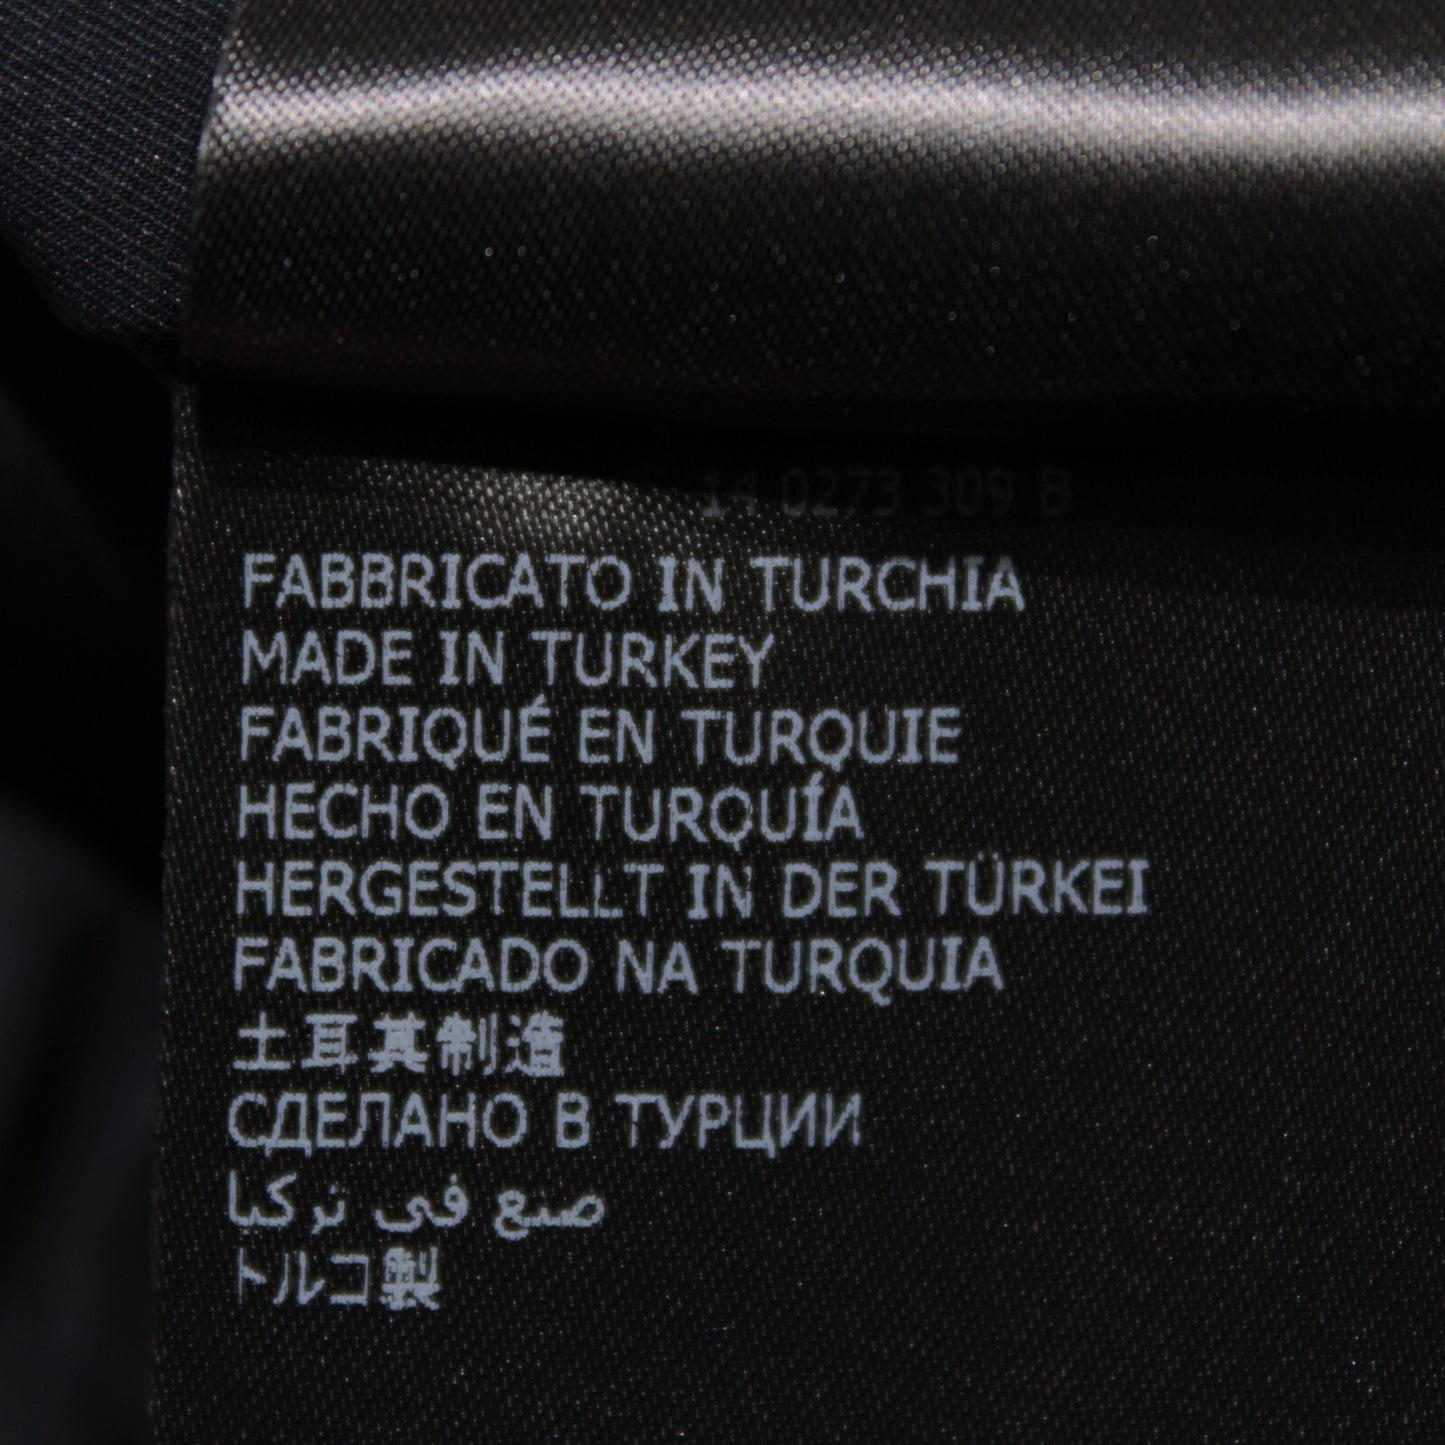 14 0273 309 B
FABBRICATO IN TURCHIA
MADE IN TURKEY
FABRIQUÉ EN TURQUIE
HECHO EN TURQUÍA
HERGESTELLT IN DER TÜRKEI
FABRICADO NA TURQUIA
土耳其制造
СДЕЛАНО В ТУРЦИИ
صنع فى تركيا
トルコ製